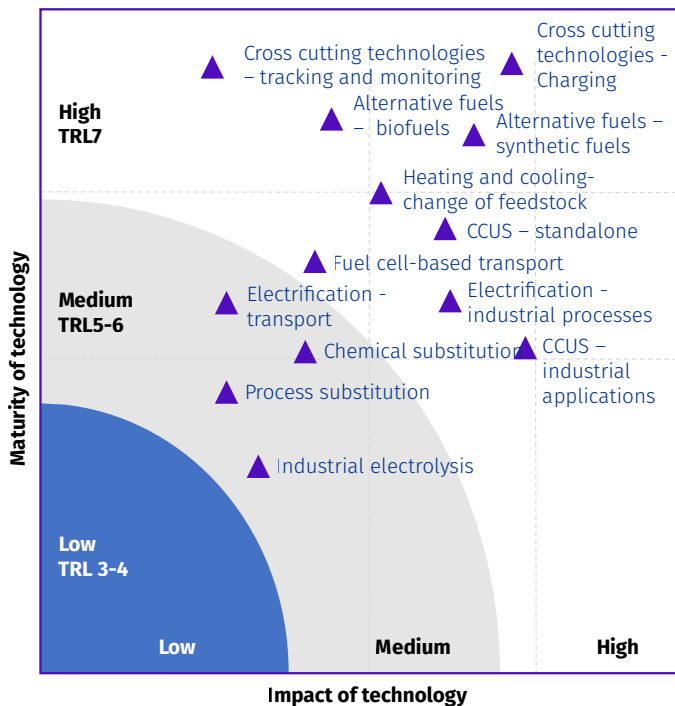 Cross cutting technologies
– tracking and monitoring
Cross cutting
technologies -
Charging
High
TRL7
Alternative fuels
– biofuels
Alternative fuels –
synthetic fuels
Heating and cooling-
change of feedstock
CCUS – standalone
Fuel cell-based transport
Medium
TRL5-6
Electrification -
transport
Electrification -
industrial processes
Chemical substitution
CCUS –
industrial
applications
Process substitution
Industrial electrolysis
Low
TRL 3-4
Low
Medium
High
Maturity of technology
Impact of technology